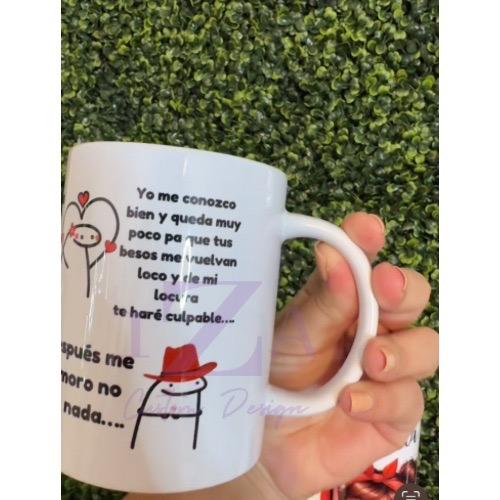 Yo me conozco
bien y queda muy
poco pa que tus
besos me vuelvan
loco y de mi
locura
te haré culpable....
spués me
moro no
nada....
Custom Design